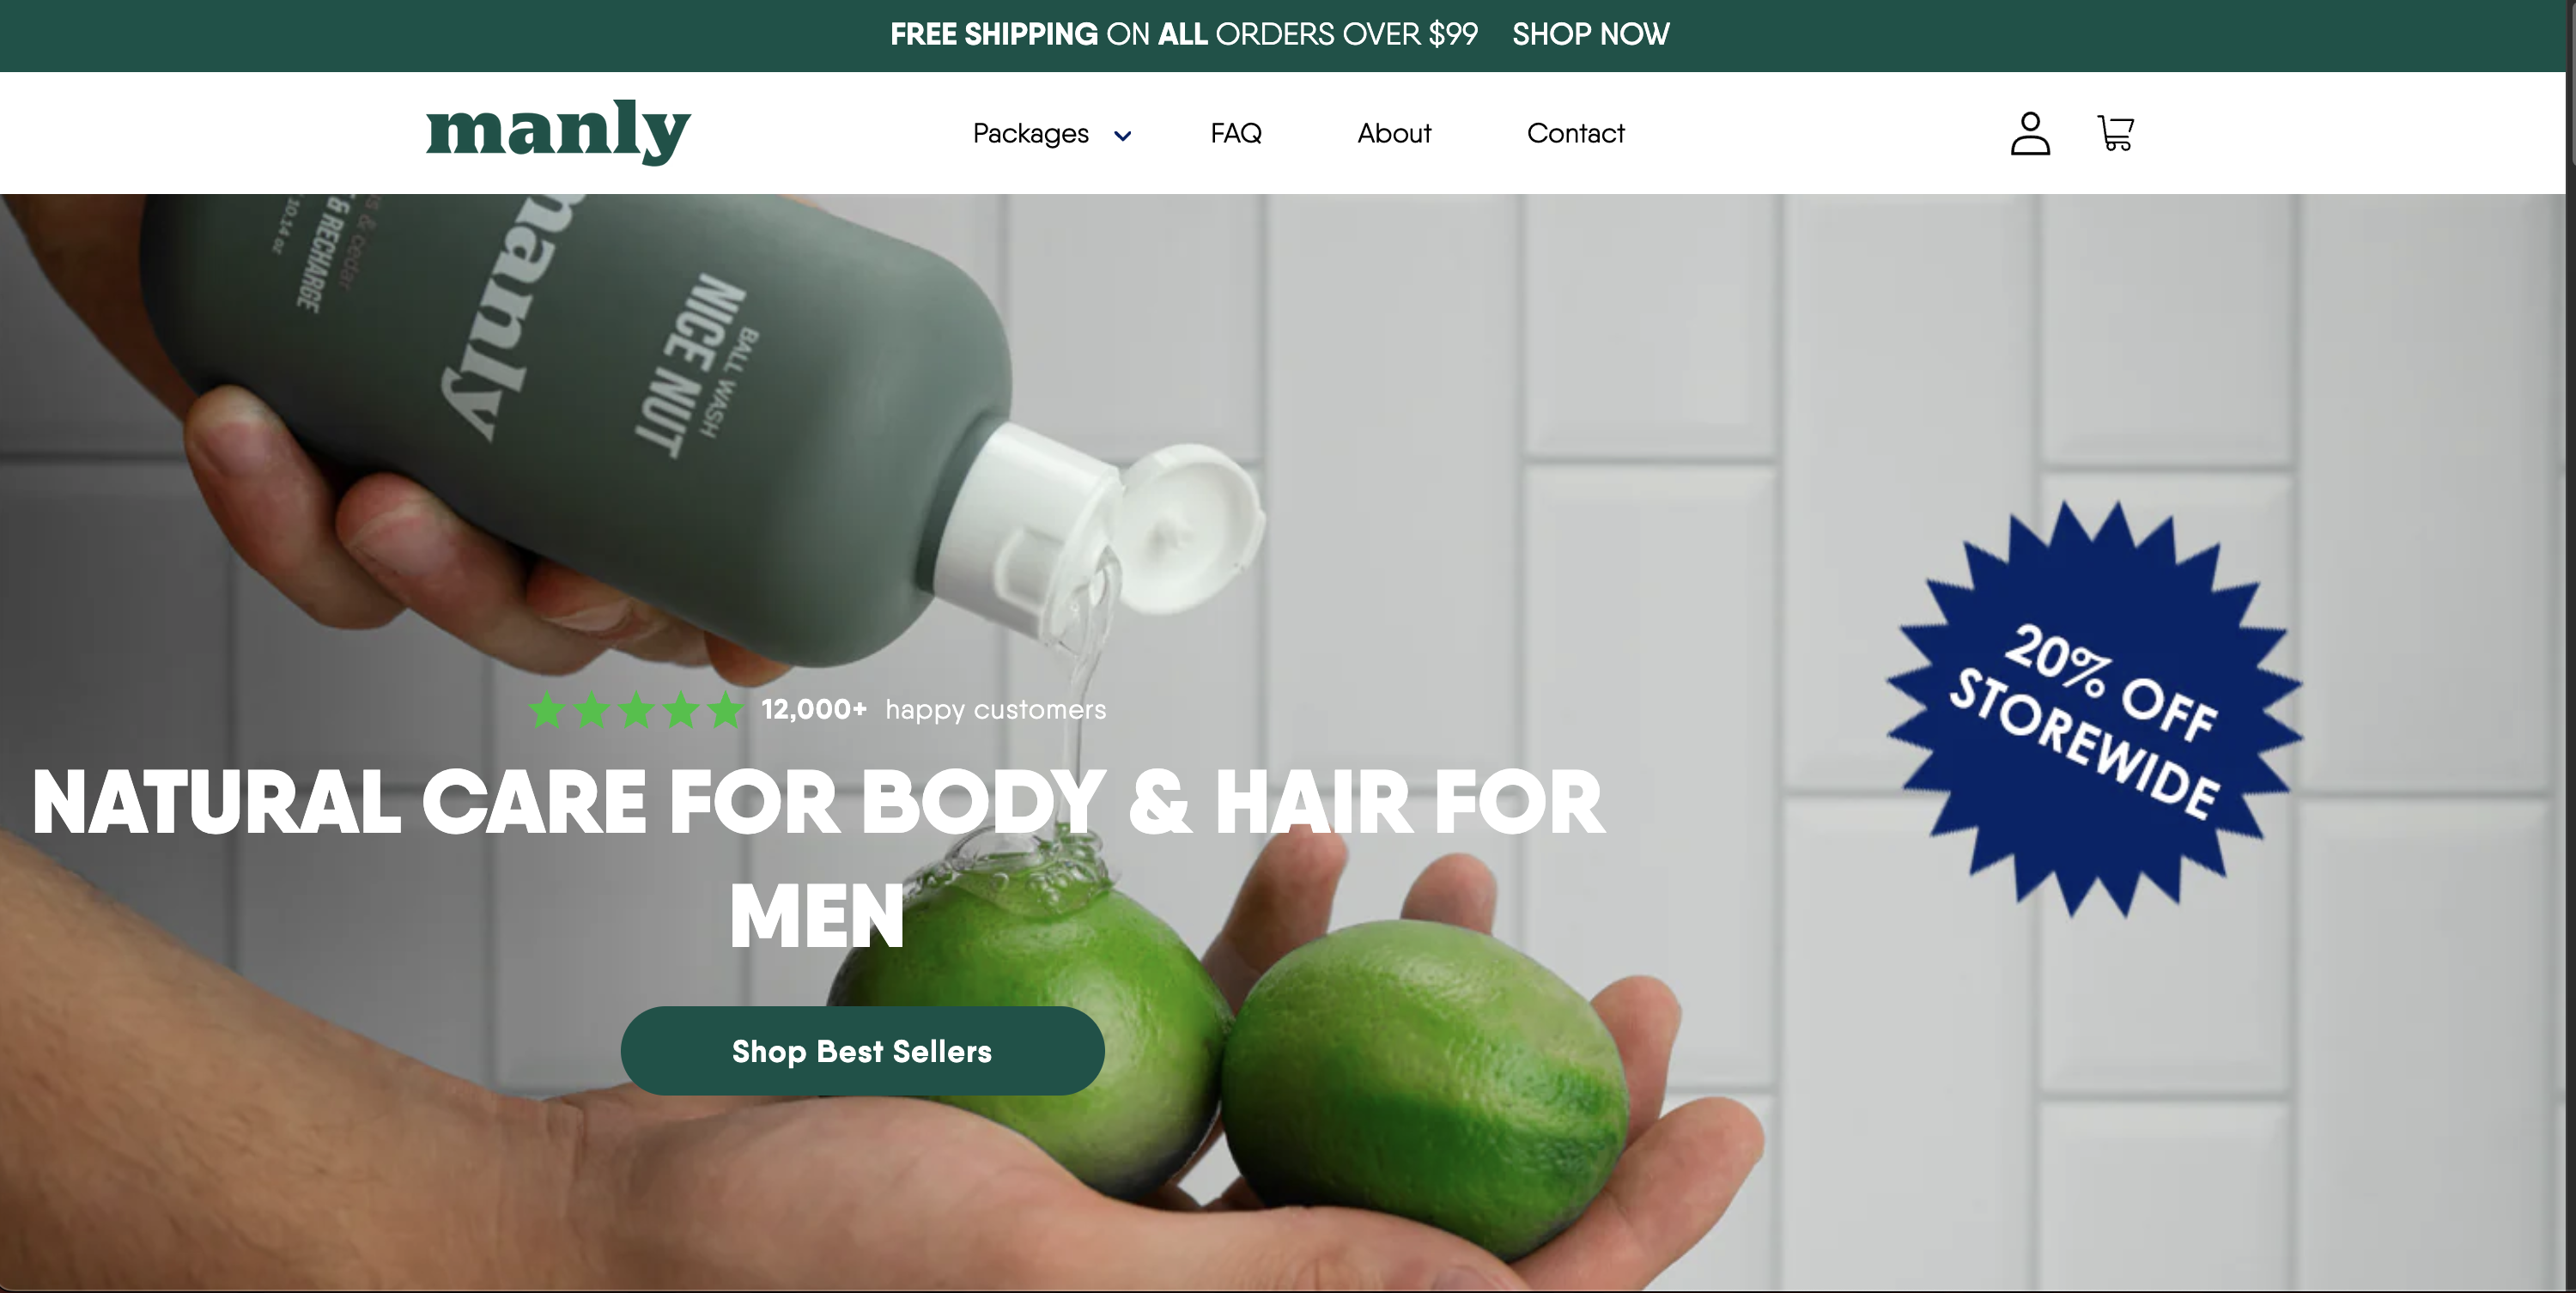 FREE SHIPPING ON ALL ORDERS OVER $99 SHOP NOW
manly
Packages
FAQ
About
Contact
& RECHARGE
10.14 oz
manly
NICE NUT
BALL WASH
12,000+ happy customers
NATURAL CARE FOR BODY & HAIR FOR
MEN
Shop Best Sellers
20% OFF
STOREWIDE